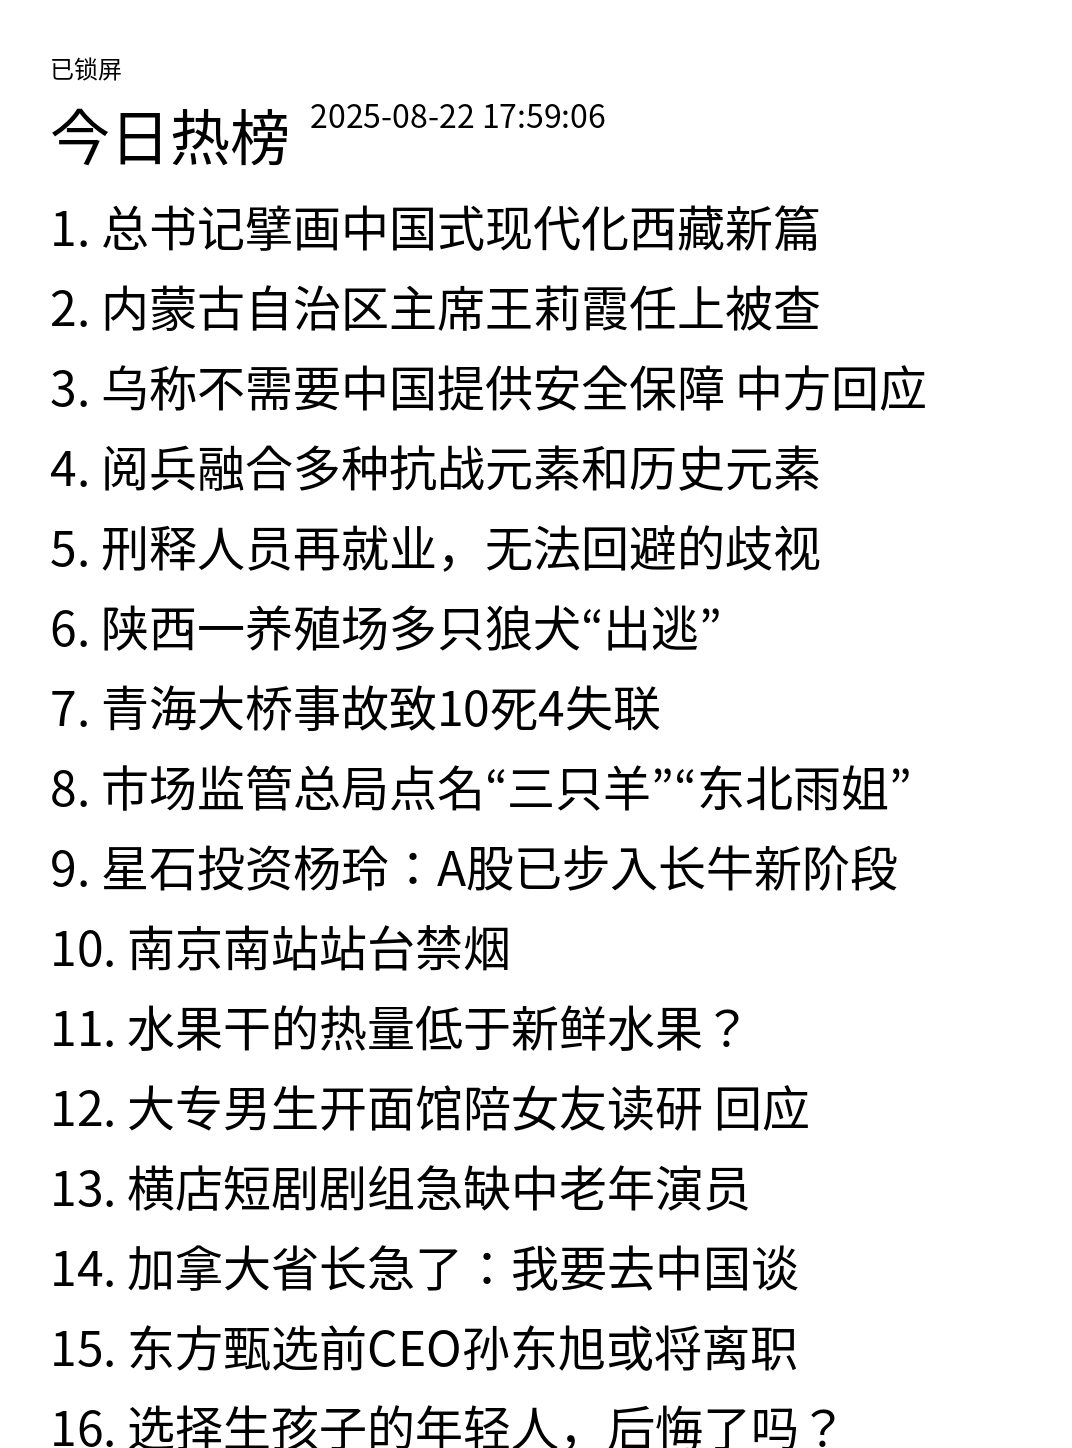 已锁屏
今日热榜 2025-08-22 17:59:06
1. 总书记擘画中国式现代化西藏新篇
2. 内蒙古自治区主席王莉霞任上被查
3. 乌称不需要中国提供安全保障 中方回应
4. 阅兵融合多种抗战元素和历史元素
5. 刑释人员再就业，无法回避的歧视
6. 陕西一养殖场多只狼犬“出逃”
7. 青海大桥事故致10死4失联
8. 市场监管总局点名“三只羊”“东北雨姐”
9. 星石投资杨玲：A股已步入长牛新阶段
10. 南京南站站台禁烟
11. 水果干的热量低于新鲜水果？
12. 大专男生开面馆陪女友读研 回应
13. 横店短剧剧组急缺中老年演员
14. 加拿大省长急了：我要去中国谈
15. 东方甄选前CEO孙东旭或将离职
16. 选择生孩子的年轻人，后悔了吗？